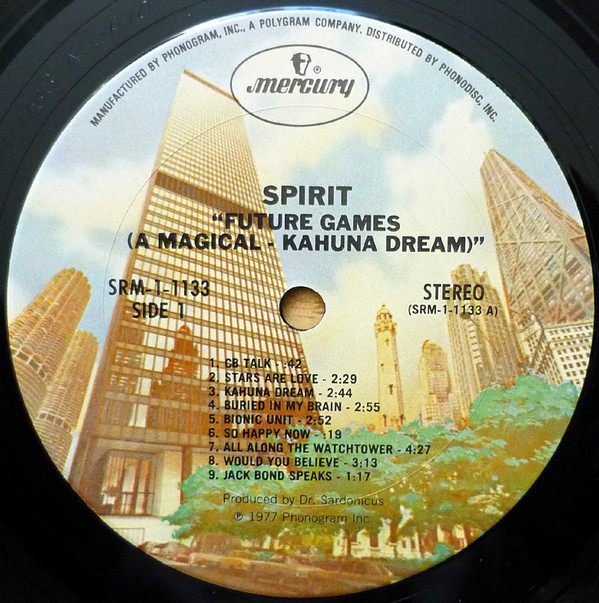 MANUFACTURED BY PHONOGRAM, INC., A POLYGRAM COMPANY. DISTRIBUTED BY PHONODISC, INC.
®
mercury
SPIRIT
"FUTURE GAMES
(A MAGICAL - KAHUNA DREAM)"
SRM-1-1133
SIDE 1
STEREO
(SRM-1-1133 A)
1. CB TALK - :42
2. STARS ARE LOVE - 2:29
3. KAHUNA DREAM - 2:44
4. BURIED IN MY BRAIN - 2:55
5. BIONIC UNIT - 2:52
6. SO HAPPY NOW - :19
7. ALL ALONG THE WATCHTOWER - 4:27
8. WOULD YOU BELIEVE - 3:13
9. JACK BOND SPEAKS - 1:17
Produced by Dr. Sardonicus
℗ 1977 Phonogram Inc.